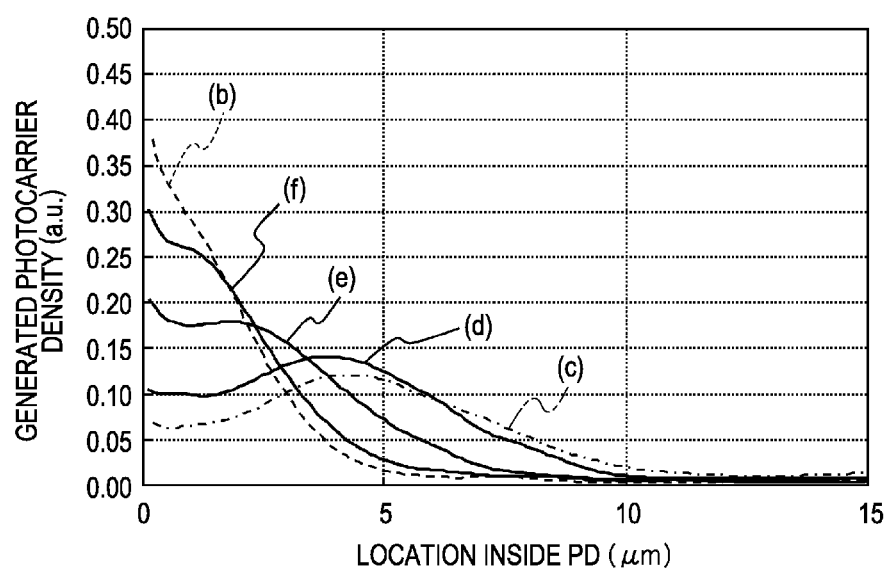 GENERATED PHOTOCARRIER
DENSITY (a.u.)
0.50
0.45
0.40
0.35
0.30
0.25
0.20
0.15
0.10
0.05
0.00
(b)
(f)
(e)
(d)
(c)
0
5
10
15
LOCATION INSIDE PD (μm)